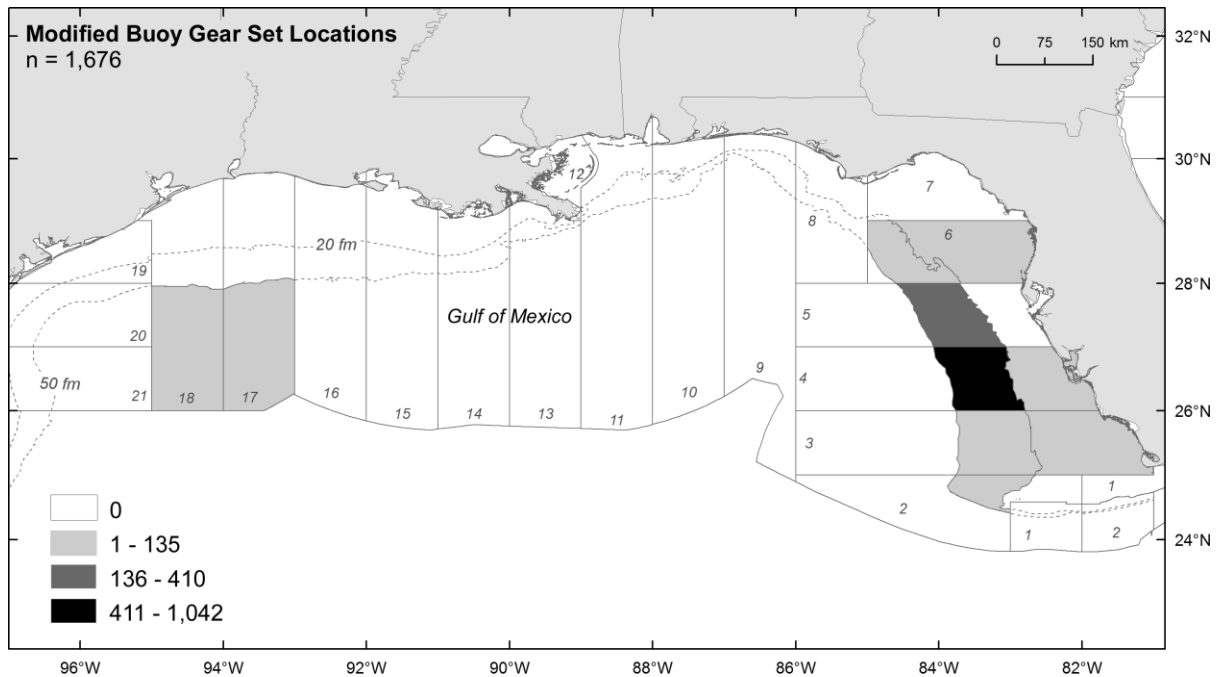 Modified Buoy Gear Set Locations
n = 1,676
0 75 150 km
32°N
30°N
28°N
26°N
24°N
12
7
8
6
20 fm
19
Gulf of Mexico
5
20
50 fm
21
18
17
16
15
14
13
11
10
9
4
3
2
1
1
2
0
1 - 135
136 - 410
411 - 1,042
96°W
94°W
92°W
90°W
88°W
86°W
84°W
82°W